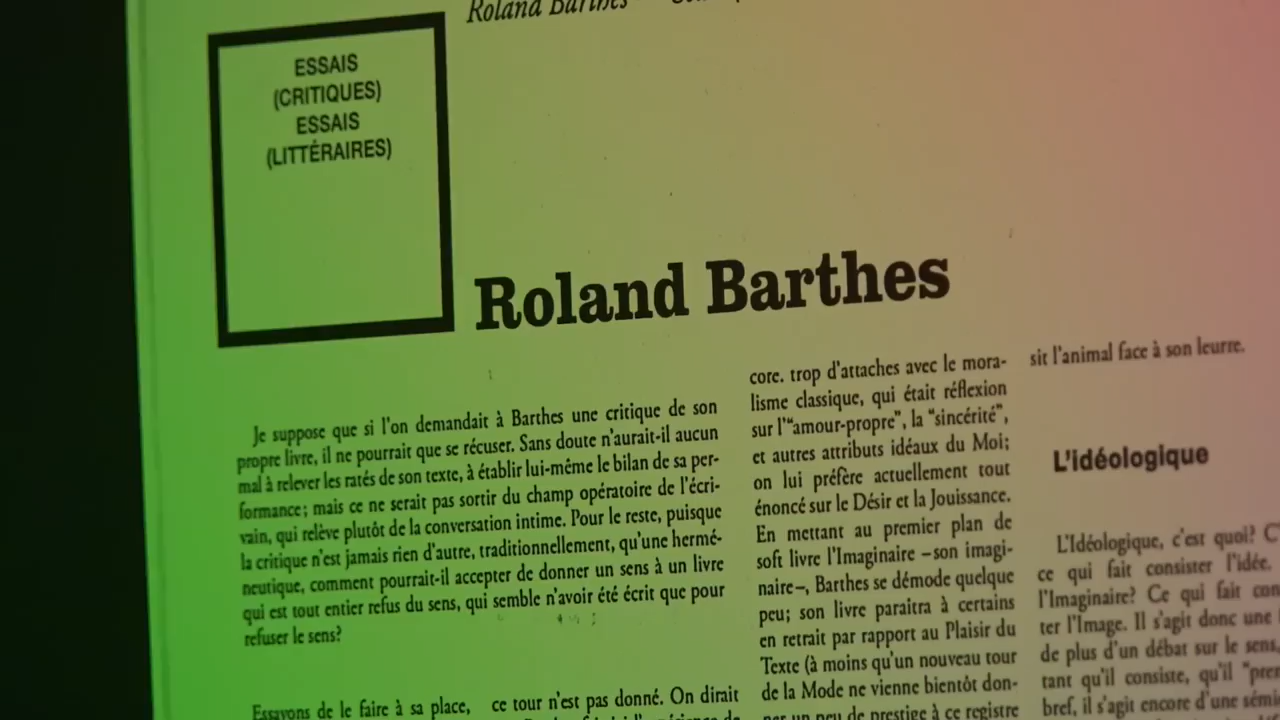 Roland Barthes
ESSAIS
(CRITIQUES)
ESSAIS
(LITTÉRAIRES)
Roland Barthes
Je suppose que si l'on demandait à Barthes une critique de son
propre livre, il ne pourrait que se récuser. Sans doute n'aurait-il aucun
mal à relever les ratés de son texte, à établir lui-même le bilan de sa per-
formance; mais ce ne serait pas sortir du champ opératoire de l'écri-
vain, qui relève plutôt de la conversation intime. Pour le reste, puisque
la critique n'est jamais rien d'autre, traditionnellement, qu'une hermé-
neutique, comment pourrait-il accepter de donner un sens à un livre
qui est tout entier refus du sens, qui semble n'avoir été écrit que pour
refuser le sens?
Essayons de le faire à sa place,
ce tour n'est pas donné. On dirait
core. trop d'attaches avec le mora-
lisme classique, qui était réflexion
sur l'"amour-propre", la "sincérité",
et autres attributs idéaux du Moi;
on lui préfère actuellement tout
énoncé sur le Désir et la Jouissance.
En mettant au premier plan de
soft livre l'Imaginaire –son imagi-
naire–, Barthes se démode quelque
peu; son livre paraitra à certains
en retrait par rapport au Plaisir du
Texte (à moins qu'un nouveau tour
de la Mode ne vienne bientôt don-
ner un peu de prestige à ce registre
sit l'animal face à son leurre.
L'idéologique
L'Idéologique, c'est quoi? C
ce qui fait consister l'idée.
l'Imaginaire? Ce qui fait con
ter l'Image. Il s'agit donc une
de plus d'un débat sur le sens,
tant qu'il consiste, qu'il "pren
bref, il s'agit encore d'une sémi